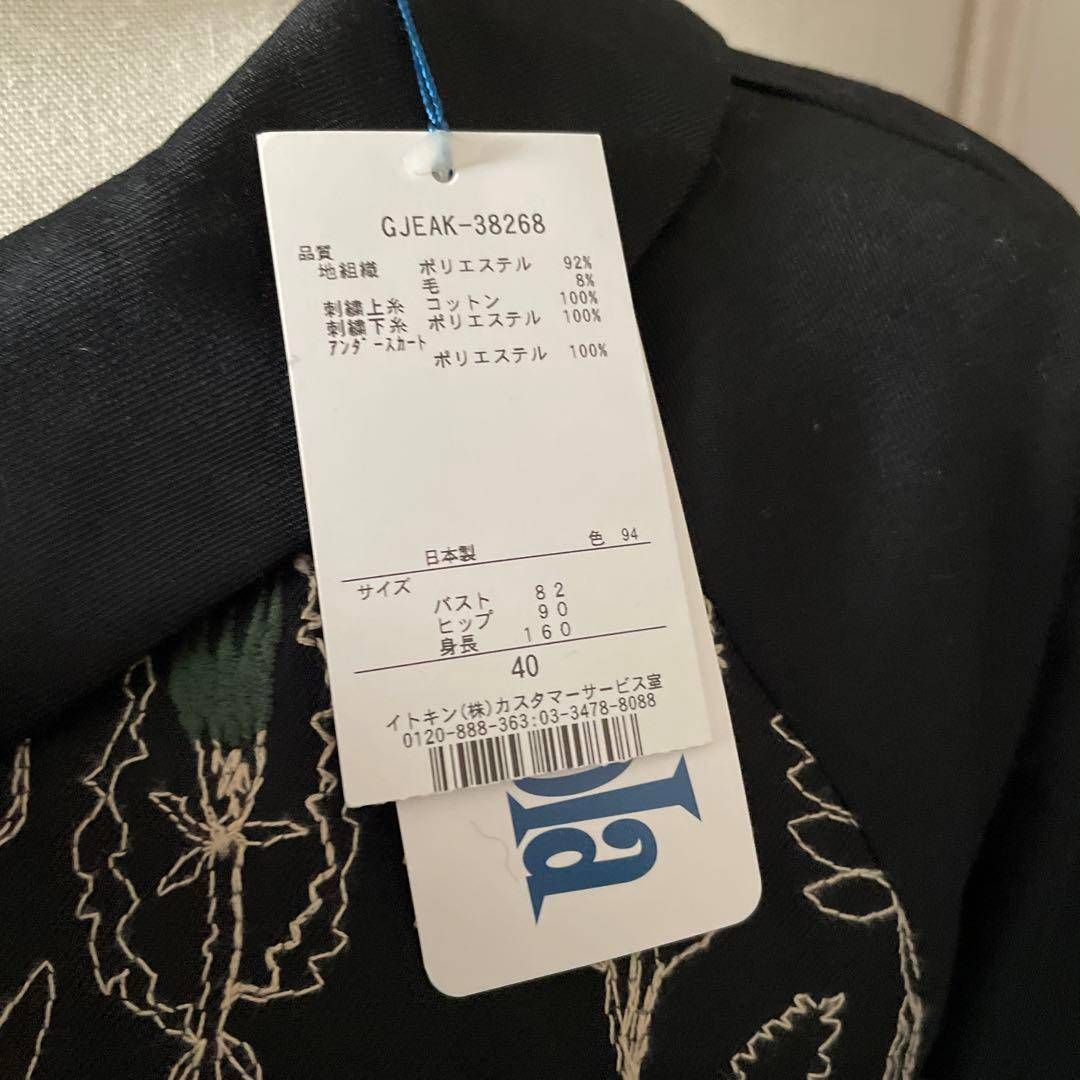 GJEAK-38268
品質
地組織 ポリエステル 92%
毛 8%
刺繍上糸 コットン 100%
刺繍下糸 ポリエステル 100%
アンダースカート
ポリエステル 100%
日本製 色 94
サイズ
バスト 82
ヒップ 90
身長 160
40
イトキン(株)カスタマーサービス室
0120-888-363:03-3478-8088